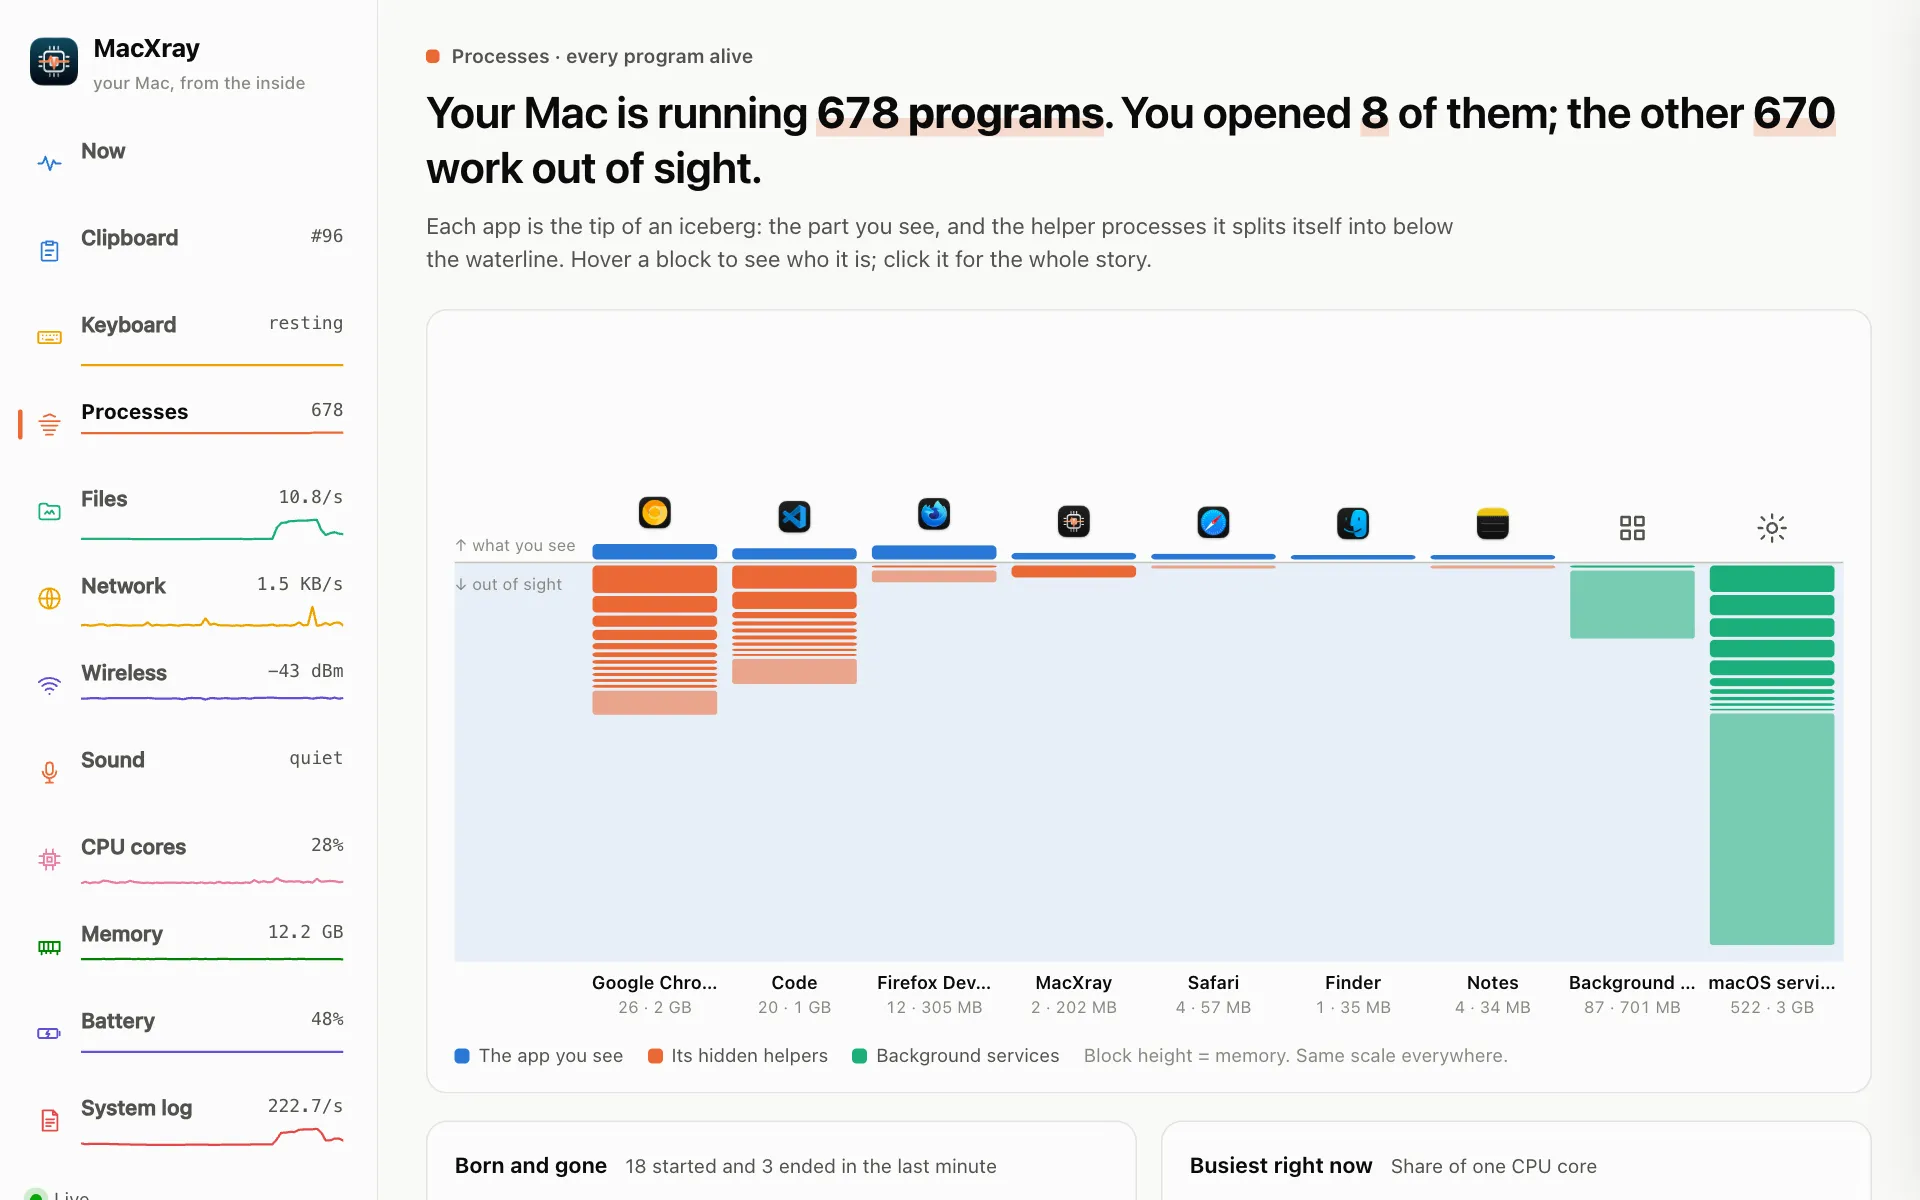 MacXray
your Mac, from the inside
Now
Clipboard #96
Keyboard resting
Processes 678
Files 10.8/s
Network 1.5 KB/s
Wireless −43 dBm
Sound quiet
CPU cores 28%
Memory 12.2 GB
Battery 48%
System log 222.7/s
Live
Processes · every program alive
Your Mac is running 678 programs. You opened 8 of them; the other 670
work out of sight.
Each app is the tip of an iceberg: the part you see, and the helper processes it splits itself into below
the waterline. Hover a block to see who it is; click it for the whole story.
↑ what you see
↓ out of sight
Google Chro... Code Firefox Dev... MacXray Safari Finder Notes Background ... macOS servi...
26 · 2 GB 20 · 1 GB 12 · 305 MB 2 · 202 MB 4 · 57 MB 1 · 35 MB 4 · 34 MB 87 · 701 MB 522 · 3 GB
The app you see Its hidden helpers Background services Block height = memory. Same scale everywhere.
Born and gone 18 started and 3 ended in the last minute
Busiest right now Share of one CPU core